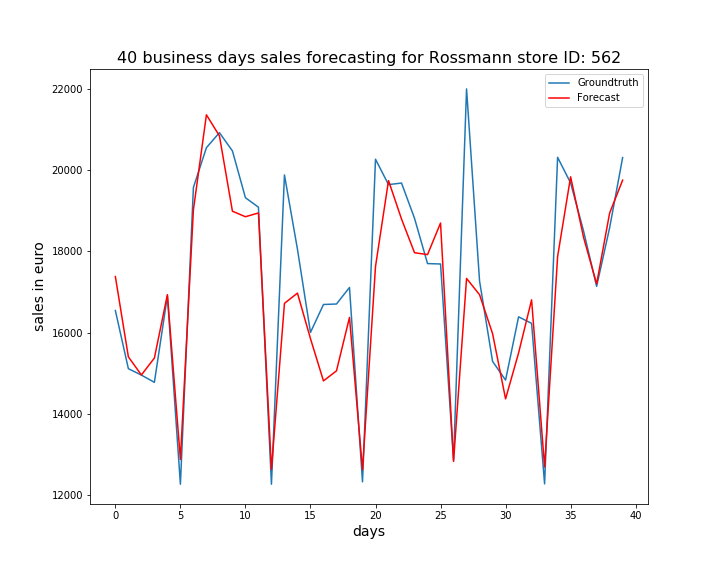 40 business days sales forecasting for Rossmann store ID: 562
Groundtruth
Forecast
22000
20000
18000
16000
14000
12000
sales in euro
0 5 10 15 20 25 30 35 40
days